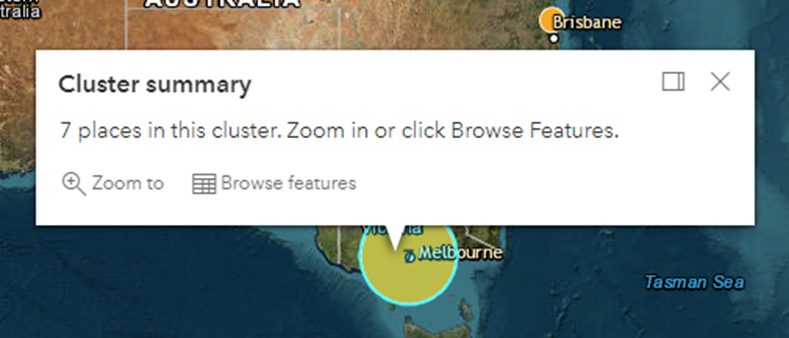 AUSTRALIA
tralia
Brisbane
Cluster summary
7 places in this cluster. Zoom in or click Browse Features.
Zoom to
Browse features
Victoria
Melbourne
Tasman Sea